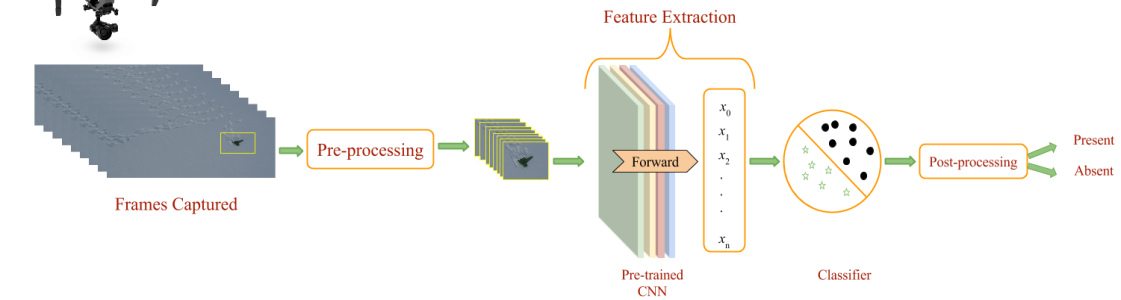 Feature Extraction
Frames Captured
Pre-processing
Forward
x0
x1
x2
.
.
.
xn
Pre-trained
CNN
Classifier
Post-processing
Present
Absent